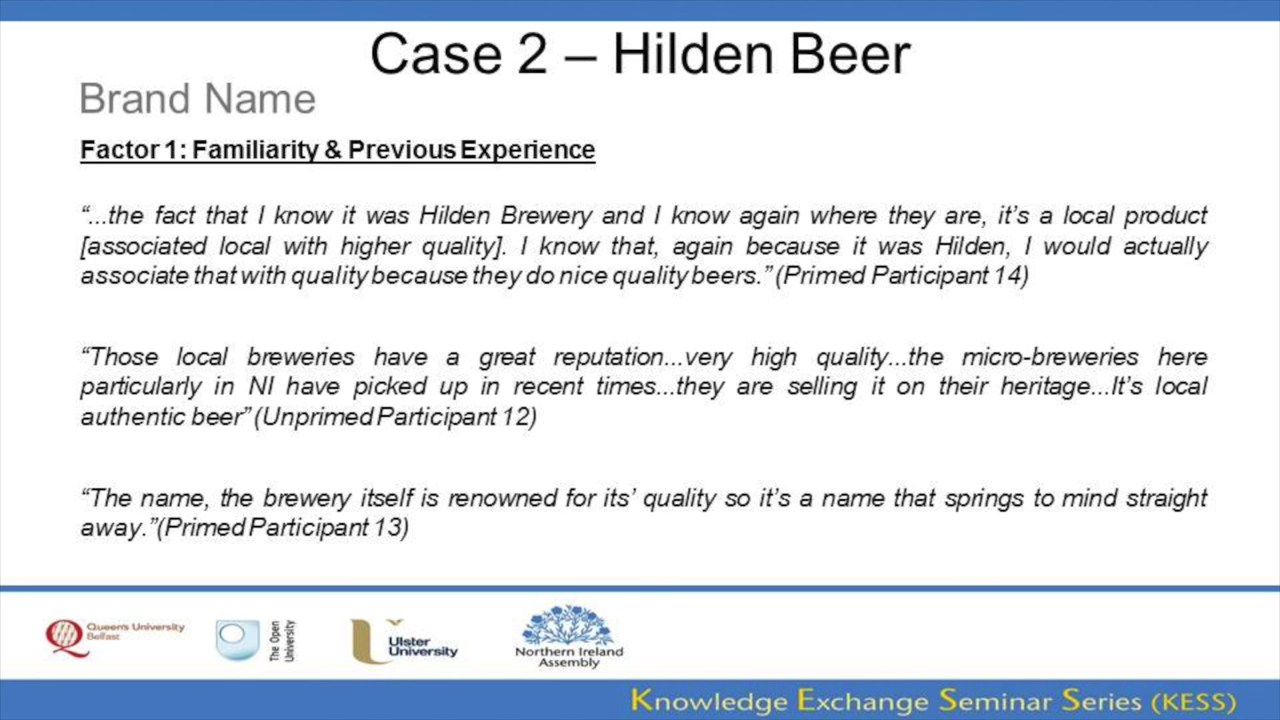 Case 2 – Hilden Beer
Brand Name
Factor 1: Familiarity & Previous Experience
“...the fact that I know it was Hilden Brewery and I know again where they are, it’s a local product
[associated local with higher quality]. I know that, again because it was Hilden, I would actually
associate that with quality because they do nice quality beers.” (Primed Participant 14)
“Those local breweries have a great reputation...very high quality...the micro-breweries here
particularly in NI have picked up in recent times...they are selling it on their heritage...It’s local
authentic beer” (Unprimed Participant 12)
“The name, the brewery itself is renowned for its’ quality so it’s a name that springs to mind straight
away.”(Primed Participant 13)
Queen's University
Belfast
The Open
University
Ulster
University
Northern Ireland
Assembly
Knowledge Exchange Seminar Series (KESS)